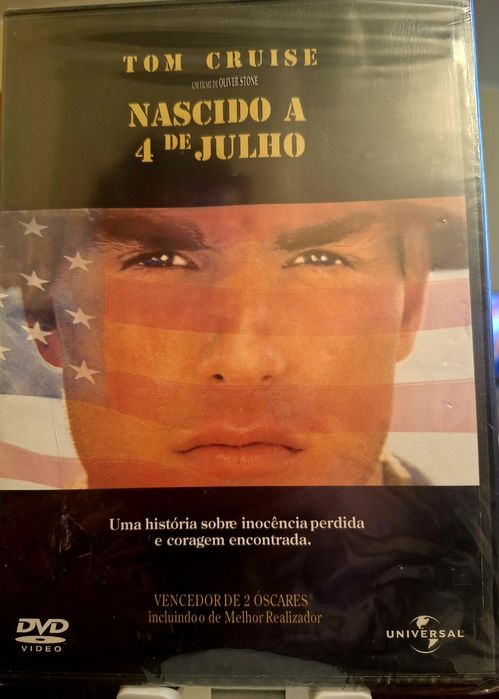 TOM CRUISE
UM FILME DE OLIVER STONE
NASCIDO A
4 DE JULHO
Uma história sobre inocência perdida
e coragem encontrada.
VENCEDOR DE 2 ÓSCARES
incluindo o de Melhor Realizador
DVD
VIDEO
UNIVERSAL